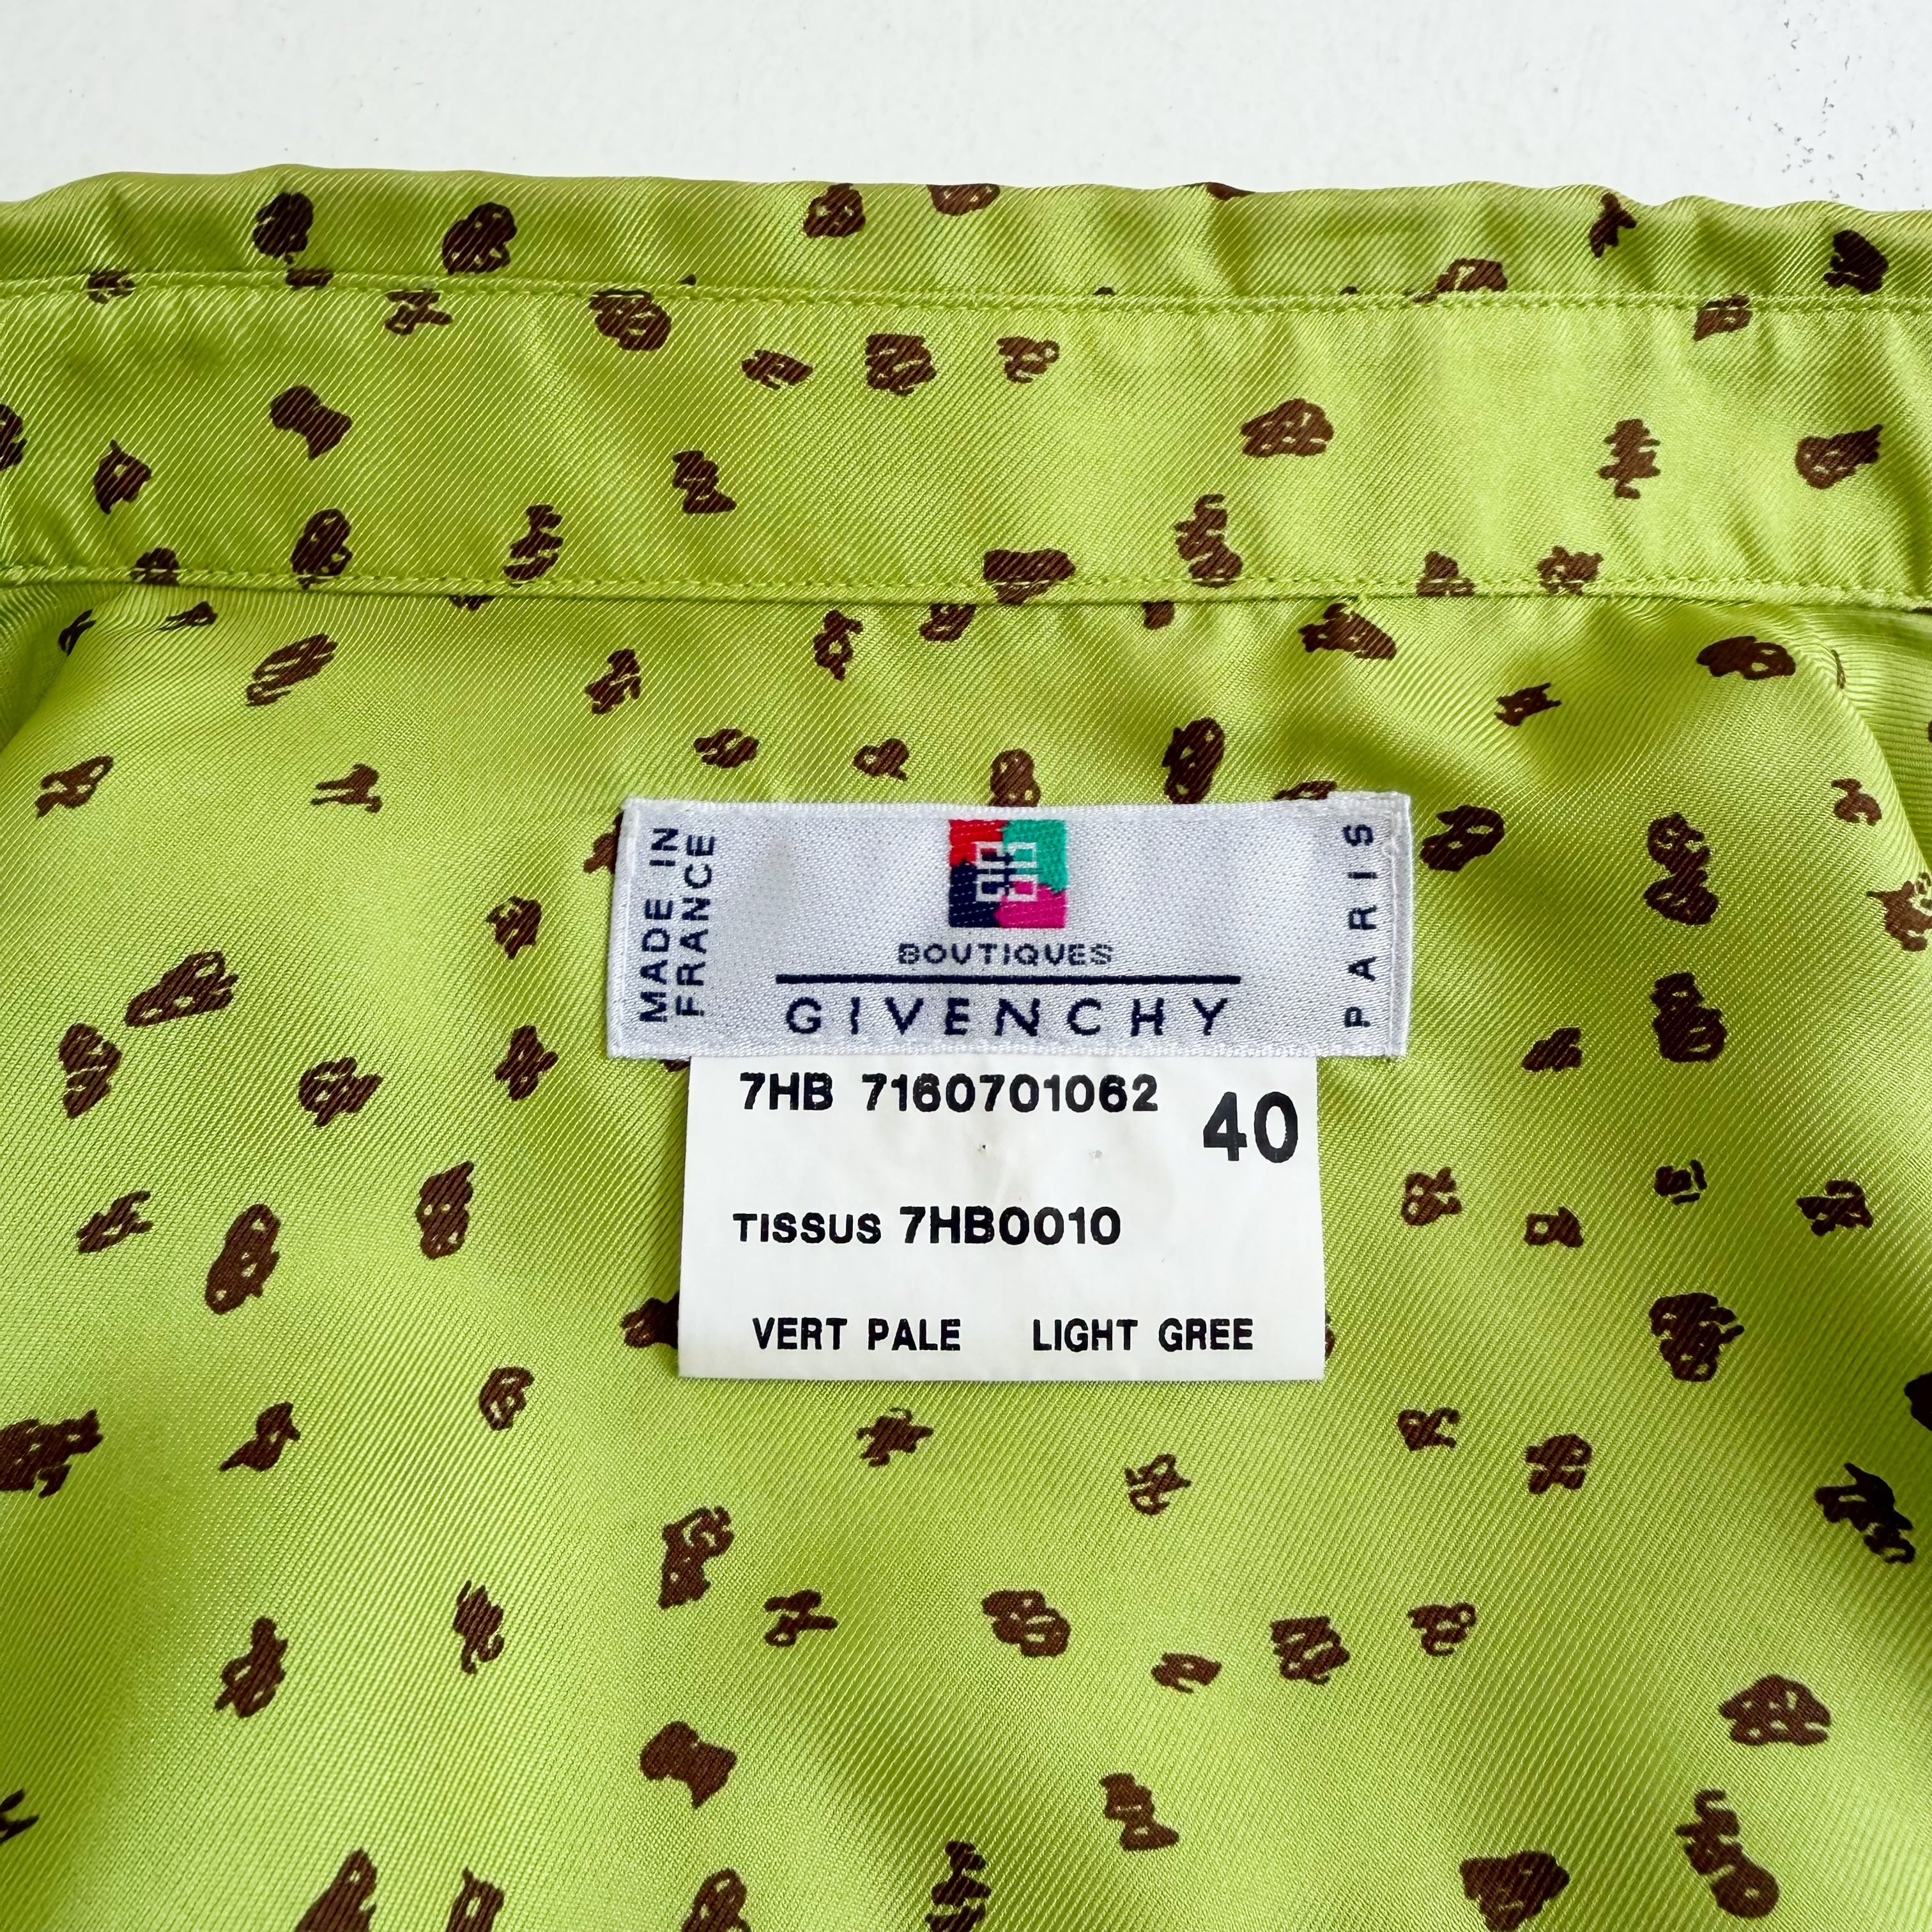 MADE IN
FRANCE
BOUTIQUES
GIVENCHY
PARIS
7HB 7160701062
40
TISSUS 7HB0010
VERT PALE LIGHT GREE